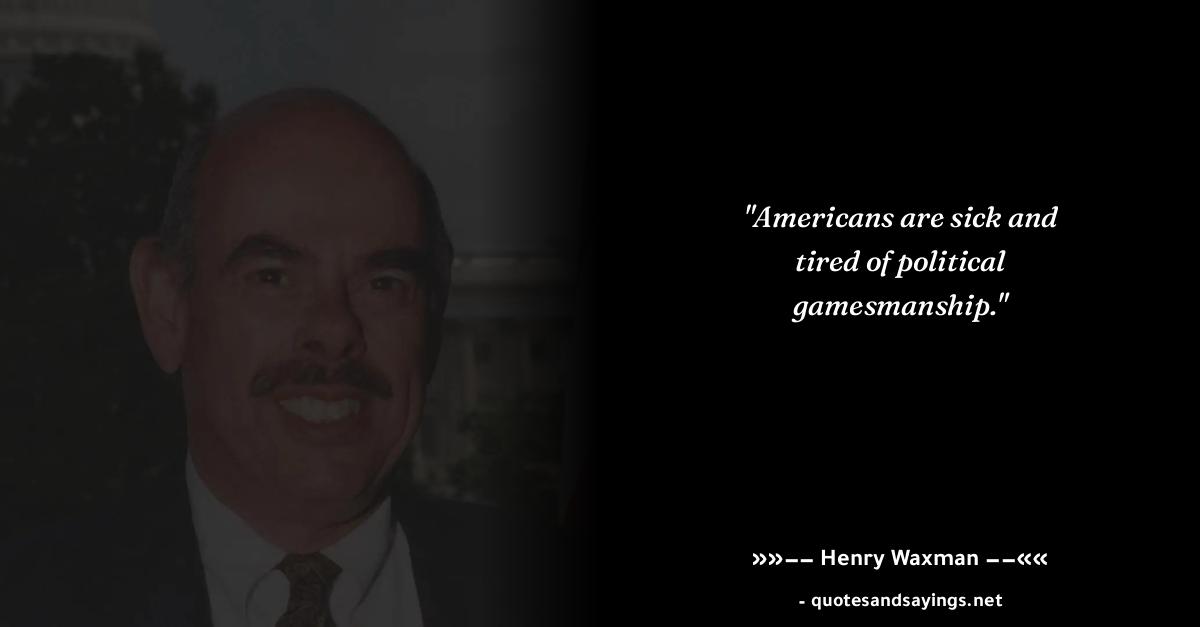 "Americans are sick and
tired of political
gamesmanship."
»»−− Henry Waxman −−««
- quotesandsayings.net